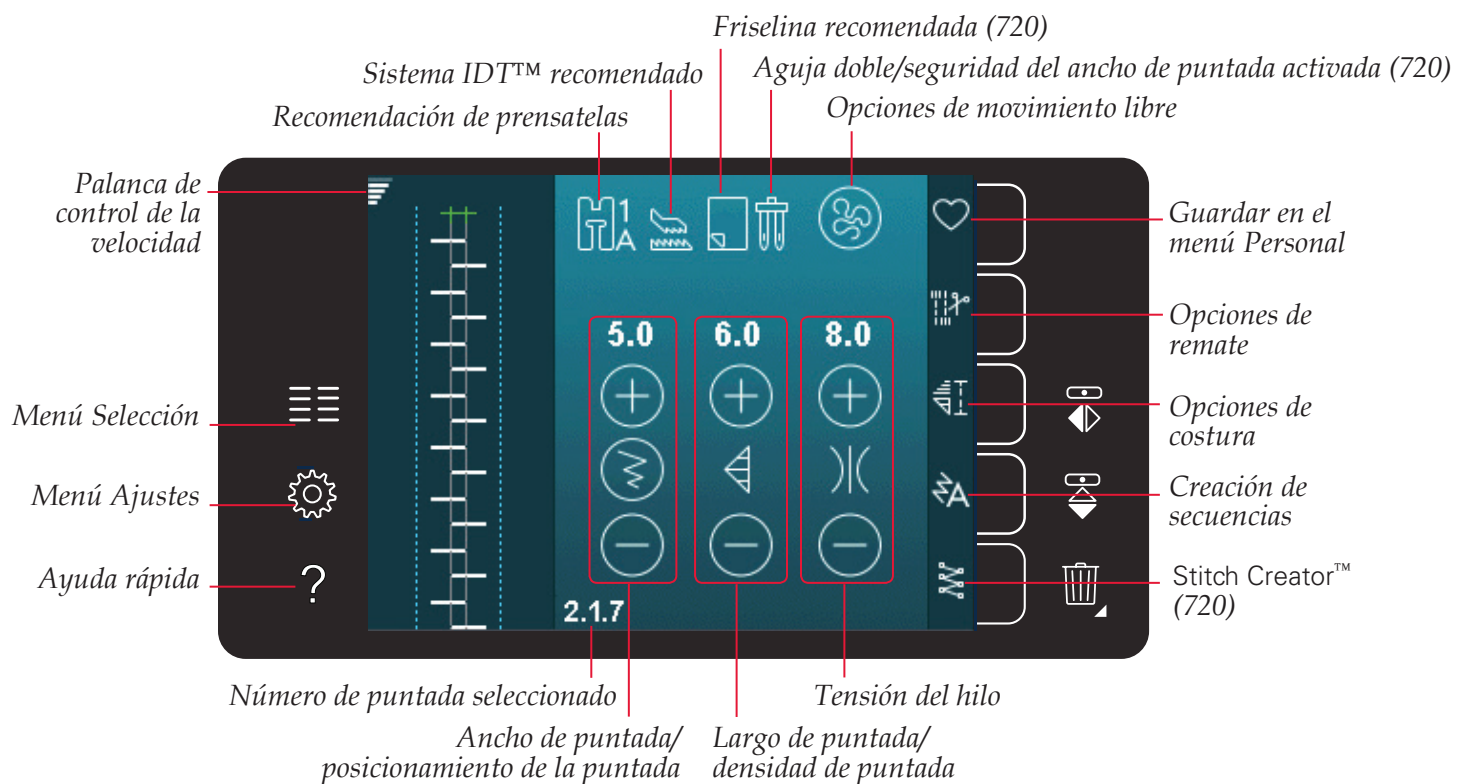 Friselina recomendada (720)
Sistema IDT™ recomendado
Aguja doble/seguridad del ancho de puntada activada (720)
Recomendación de prensatelas
Opciones de movimiento libre
Palanca de
control de la
velocidad
1
A
Guardar en el
menú Personal
Opciones de
remate
5.0
6.0
8.0
Menú Selección
Opciones de
costura
Menú Ajustes
A
Creación de
secuencias
Ayuda rápida
?
Stitch Creator™
(720)
2.1.7
Número de puntada seleccionado
Tensión del hilo
Ancho de puntada/
posicionamiento de la puntada
Largo de puntada/
densidad de puntada